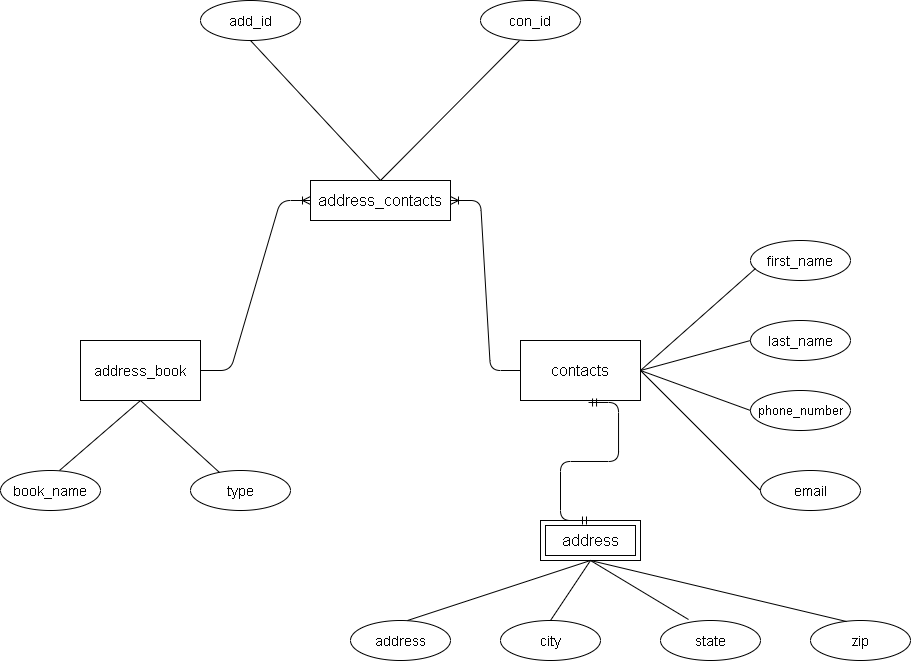 add_id
con_id
address_contacts
first_name
last_name
address_book
contacts
phone_number
book_name
type
email
address
address
city
state
zip